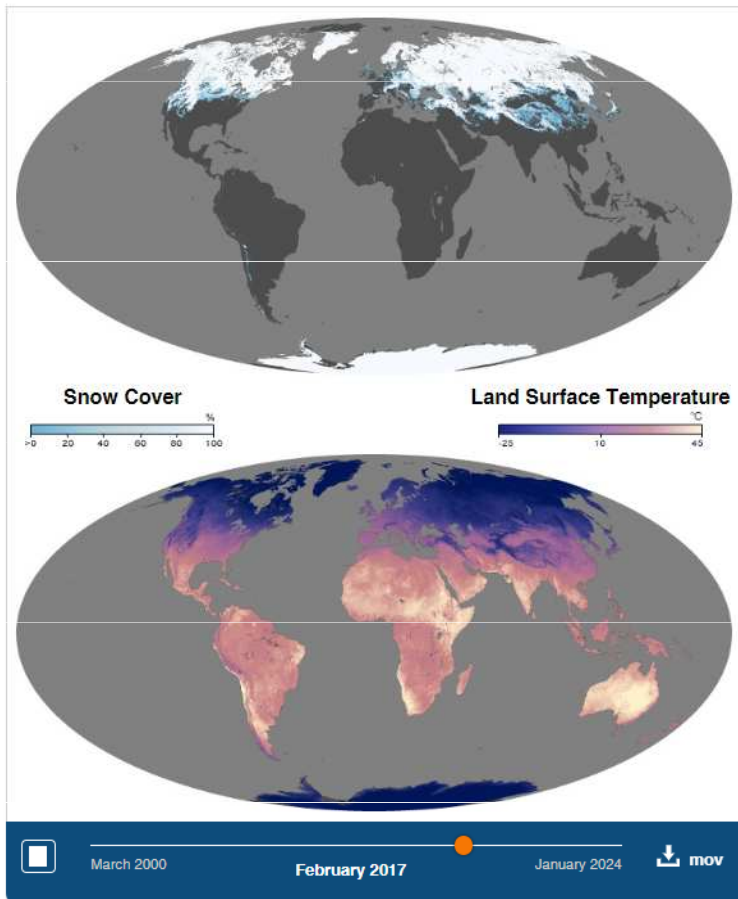 Snow Cover
%
>0 20 40 60 80 100
Land Surface Temperature
°C
-25 10 45
March 2000
February 2017
January 2024
mov